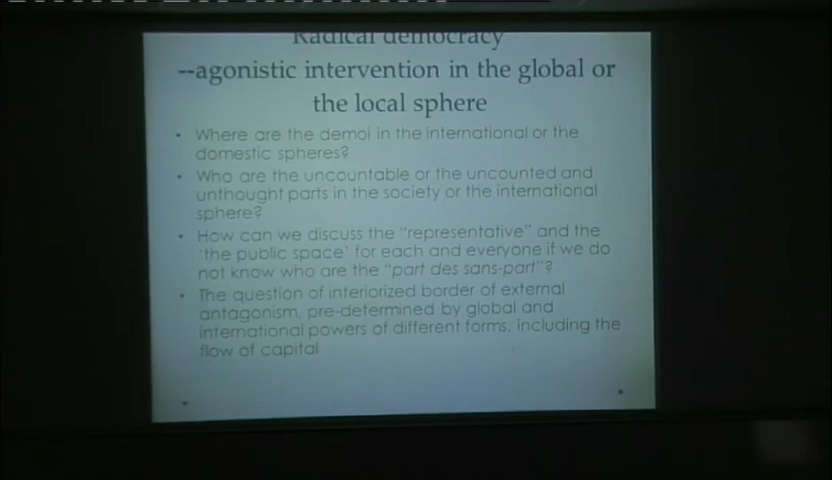 Radical democracy
--agonistic intervention in the global or
the local sphere
• Where are the demoi in the international or the
domestic spheres?
• Who are the uncountable or the uncounted and
unthought parts in the society or the international
sphere?
• How can we discuss the “representative” and the
‘the public space’ for each and everyone if we do
not know who are the “part des sans-part”?
• The question of interiorized border of external
antagonism, pre-determined by global and
international powers of different forms, including the
flow of capital